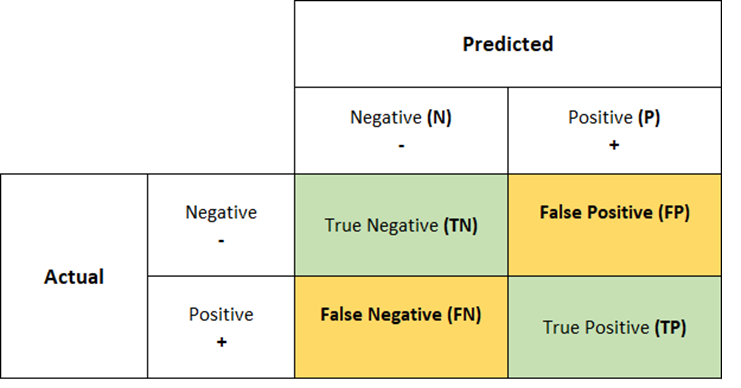 Predicted
Negative (N)
-
Positive (P)
+
Actual
Negative
-
True Negative (TN)
False Positive (FP)
Positive
+
False Negative (FN)
True Positive (TP)